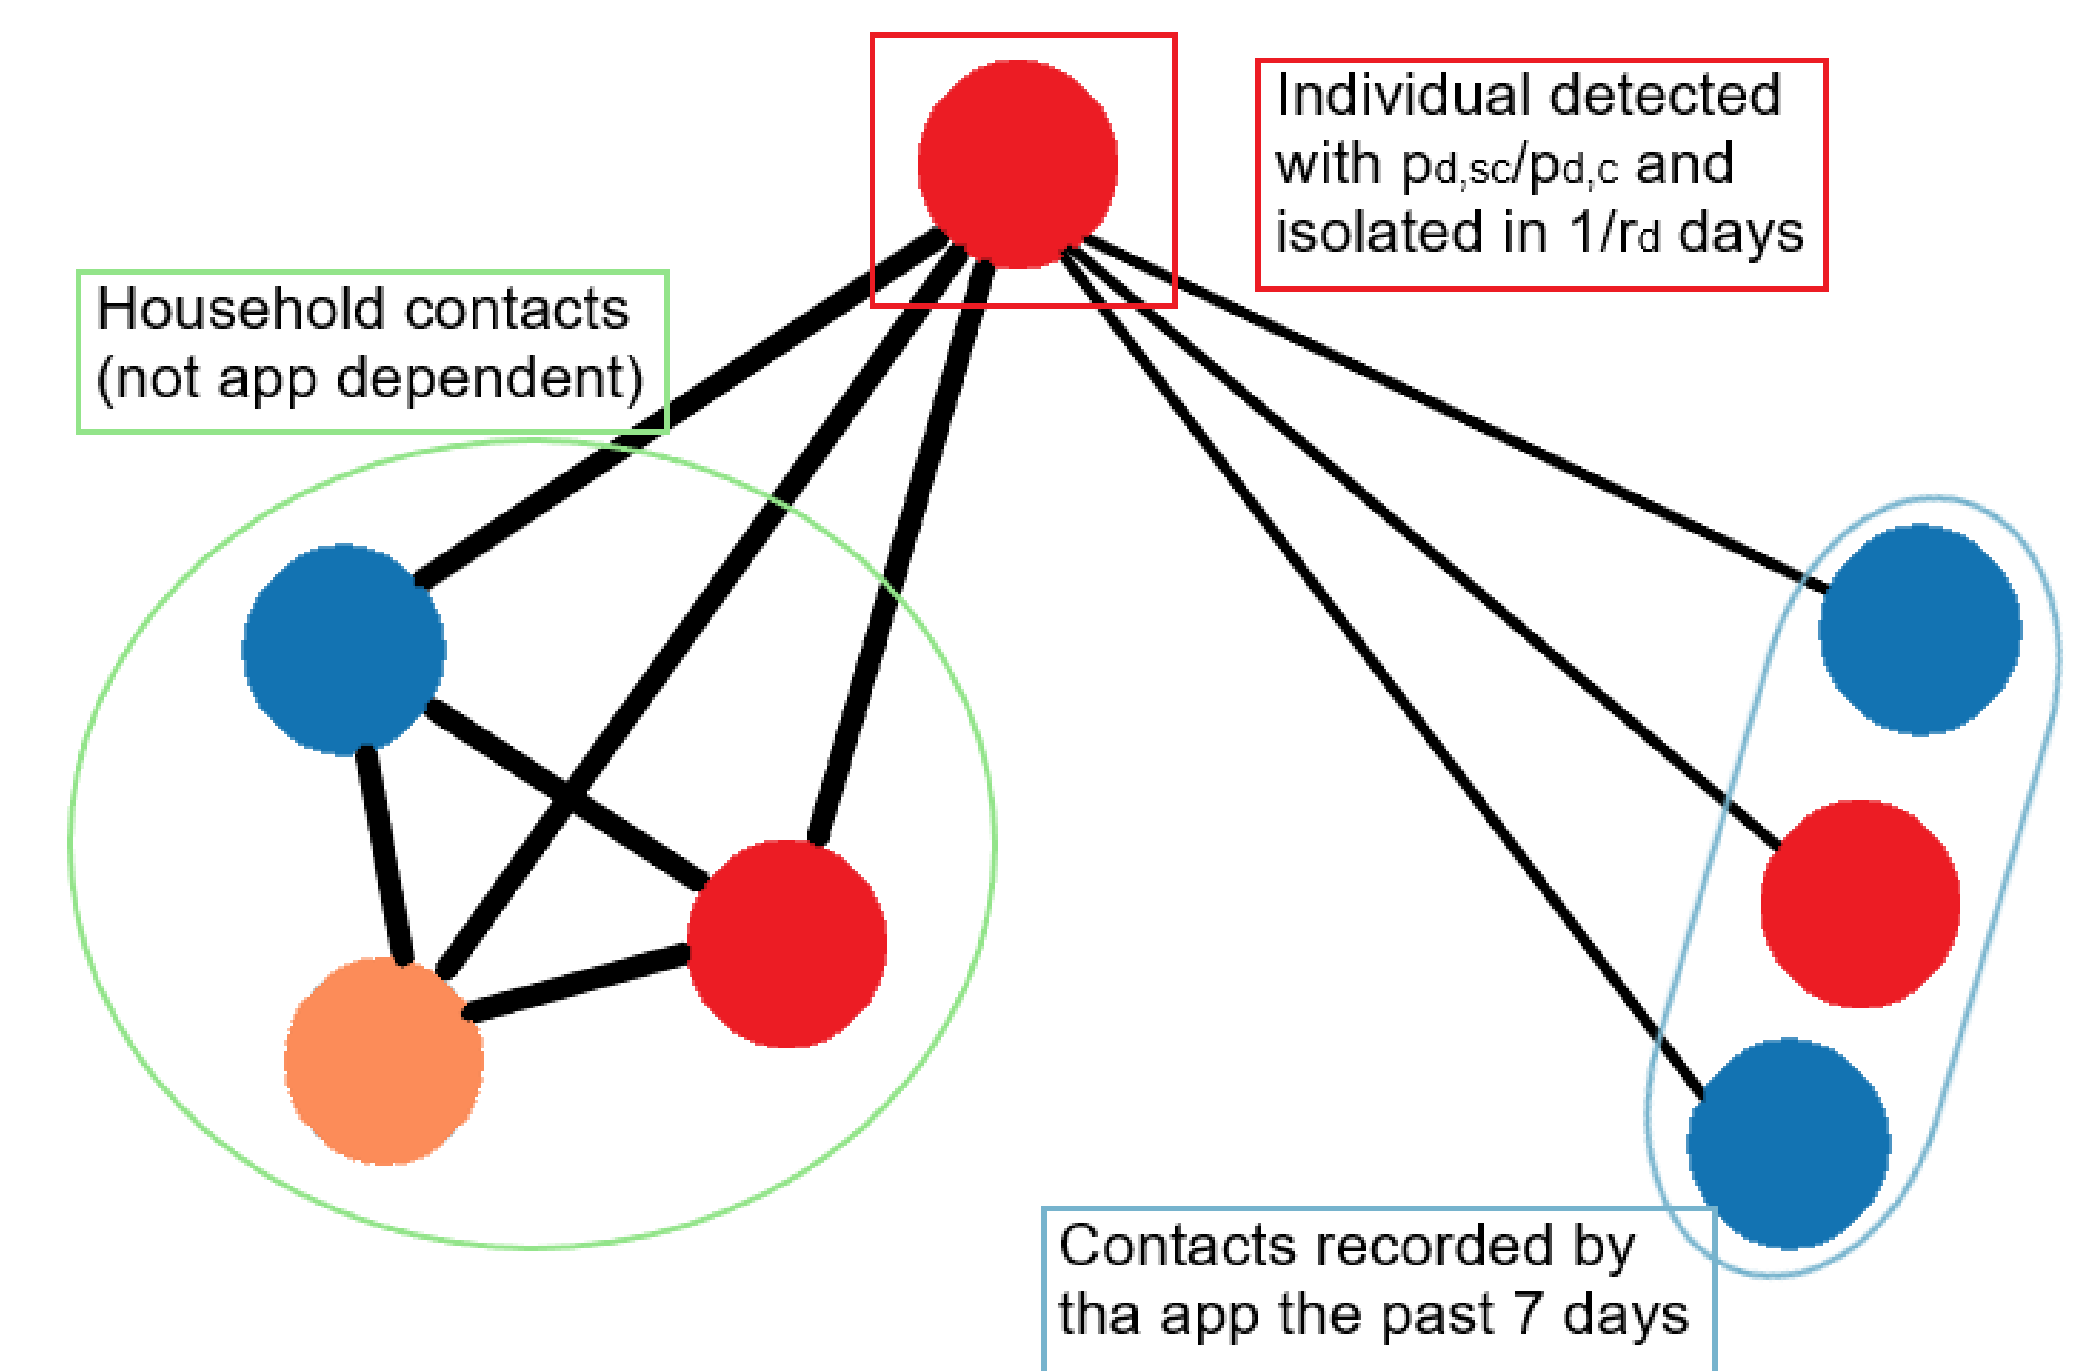 Individual detected
with pd,sc/pd,c and
isolated in 1/rd days
Household contacts
(not app dependent)
Contacts recorded by
tha app the past 7 days